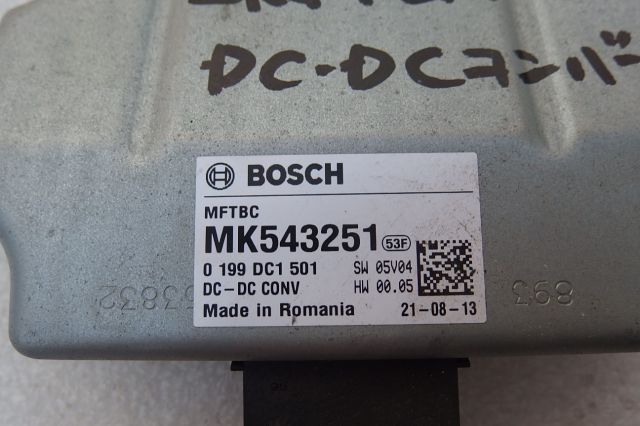 DC-DCコンバー
BOSCH
MFTBC
MK543251 53F
0 199 DC1 501 SW 05V04
DC-DC CONV HW 00.05
Made in Romania 21-08-13
893